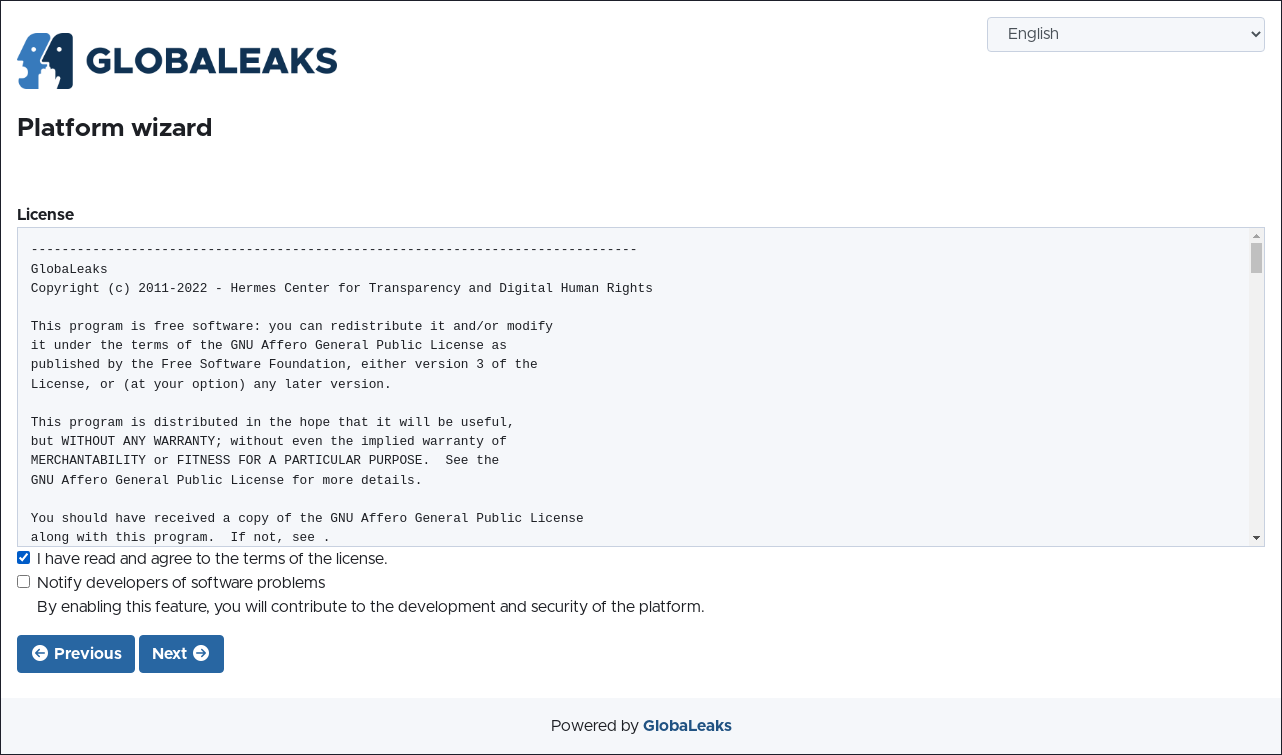 GLOBALEAKS
English
Platform wizard
License
-------------------------------------------------------------------------------
GlobaLeaks
Copyright (c) 2011-2022 - Hermes Center for Transparency and Digital Human Rights
This program is free software: you can redistribute it and/or modify
it under the terms of the GNU Affero General Public License as
published by the Free Software Foundation, either version 3 of the
License, or (at your option) any later version.
This program is distributed in the hope that it will be useful,
but WITHOUT ANY WARRANTY; without even the implied warranty of
MERCHANTABILITY or FITNESS FOR A PARTICULAR PURPOSE.  See the
GNU Affero General Public License for more details.
You should have received a copy of the GNU Affero General Public License
along with this program.  If not, see .
I have read and agree to the terms of the license.
Notify developers of software problems
By enabling this feature, you will contribute to the development and security of the platform.
Previous Next
Powered by GlobaLeaks